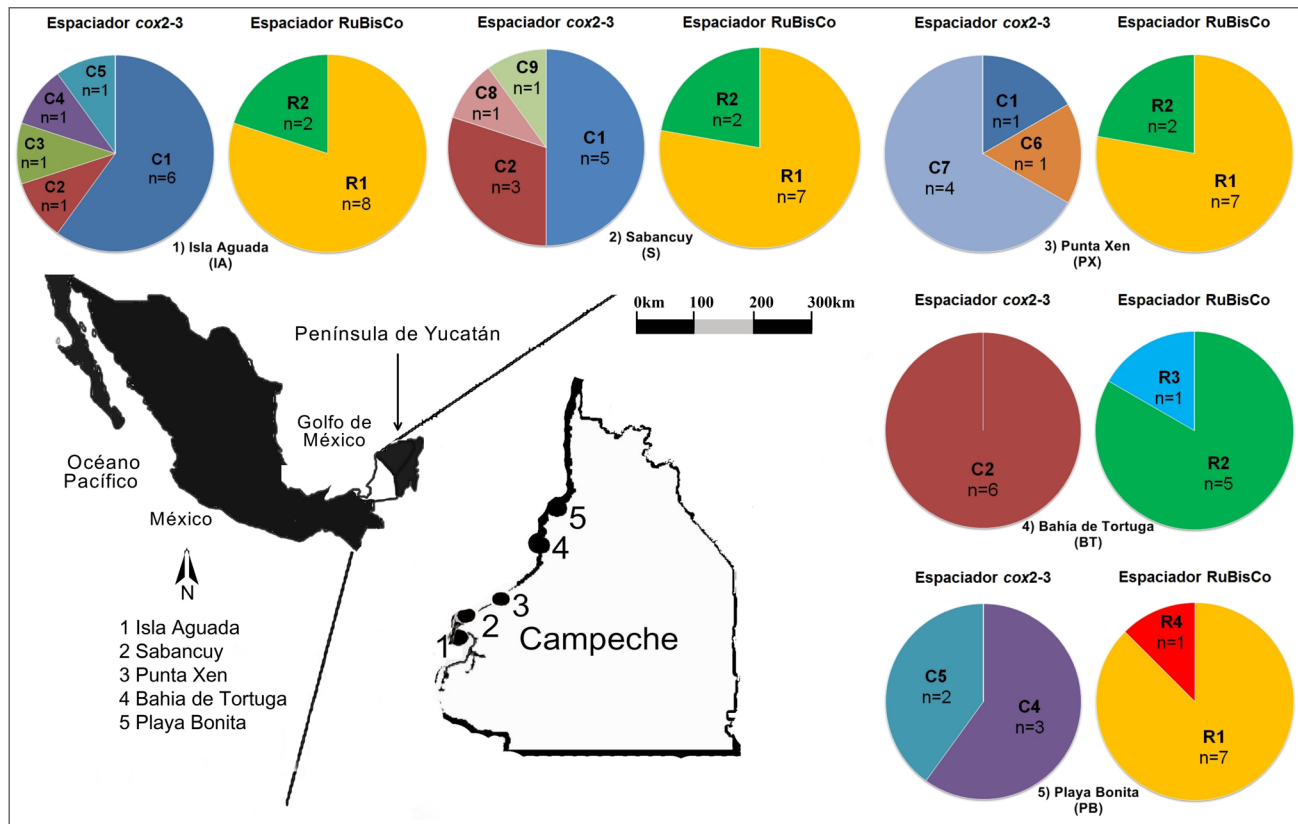 Espaciador cox2-3
Espaciador RuBisCo
C5
n=1
C4
n=1
C3
n=1
C2
n=1
C1
n=6
R2
n=2
R1
n=8
1) Isla Aguada
(IA)
Espaciador cox2-3
Espaciador RuBisCo
C9
n=1
C8
n=1
C2
n=3
C1
n=5
R2
n=2
R1
n=7
2) Sabancuy
(S)
Espaciador cox2-3
Espaciador RuBisCo
C1
n=1
C6
n= 1
C7
n=4
R2
n=2
R1
n=7
3) Punta Xen
(PX)
0km 100 200 300km
Península de Yucatán
Golfo de
México
Océano
Pacífico
México
N
1 Isla Aguada
2 Sabancuy
3 Punta Xen
4 Bahia de Tortuga
5 Playa Bonita
5
4
3
2
1
Campeche
Espaciador cox2-3
Espaciador RuBisCo
C2
n=6
R3
n=1
R2
n=5
4) Bahía de Tortuga
(BT)
Espaciador cox2-3
Espaciador RuBisCo
C5
n=2
C4
n=3
R4
n=1
R1
n=7
5) Playa Bonita
(PB)